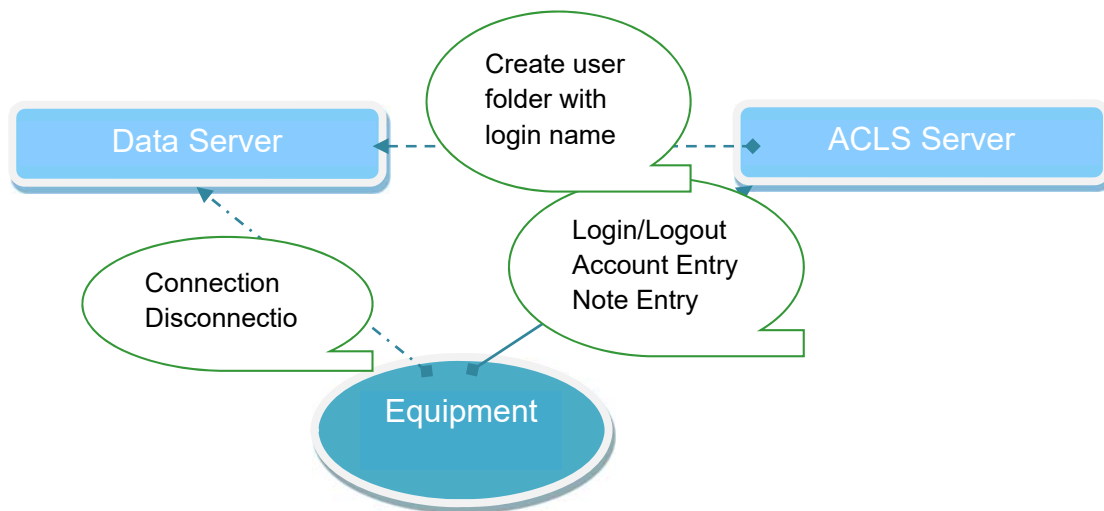 Create user
folder with
login name
Data Server
ACLS Server
Login/Logout
Account Entry
Note Entry
Connection
Disconnectio
Equipment